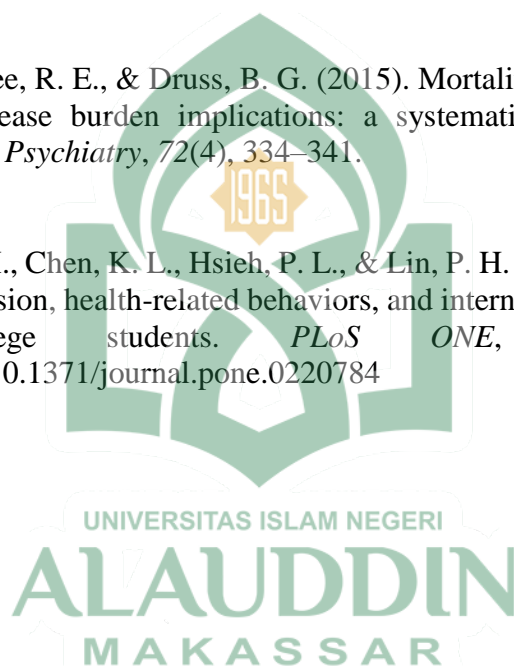 ee, R. E., & Druss, B. G. (2015). Mortali
ease burden implications: a systemati
Psychiatry, 72(4), 334–341.
1965
I., Chen, K. L., Hsieh, P. L., & Lin, P. H.
sion, health-related behaviors, and intern
ege students. PLoS ONE,
0.1371/journal.pone.0220784
UNIVERSITAS ISLAM NEGERI
ALAUDDIN
MAKASSAR